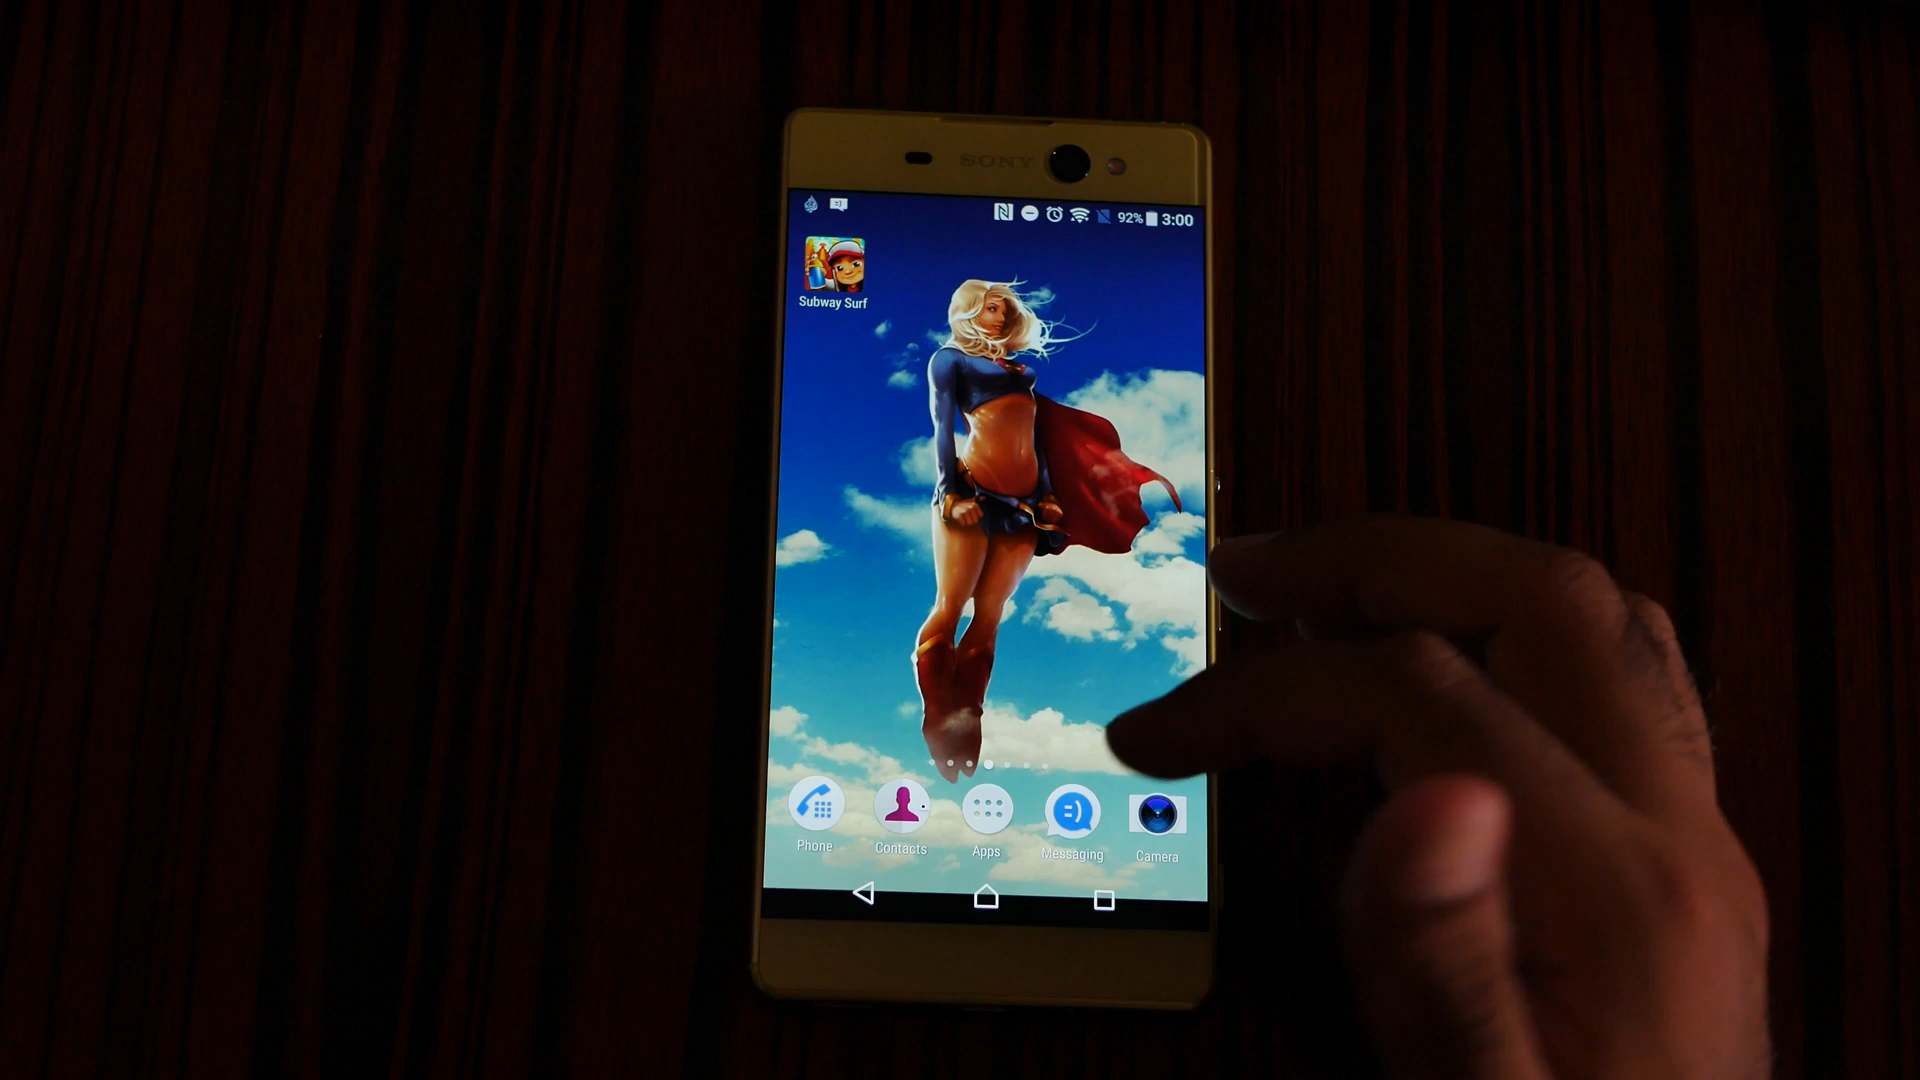 SONY
92% 3:00
Subway Surf
Phone
Contacts
Apps
Messaging
Camera